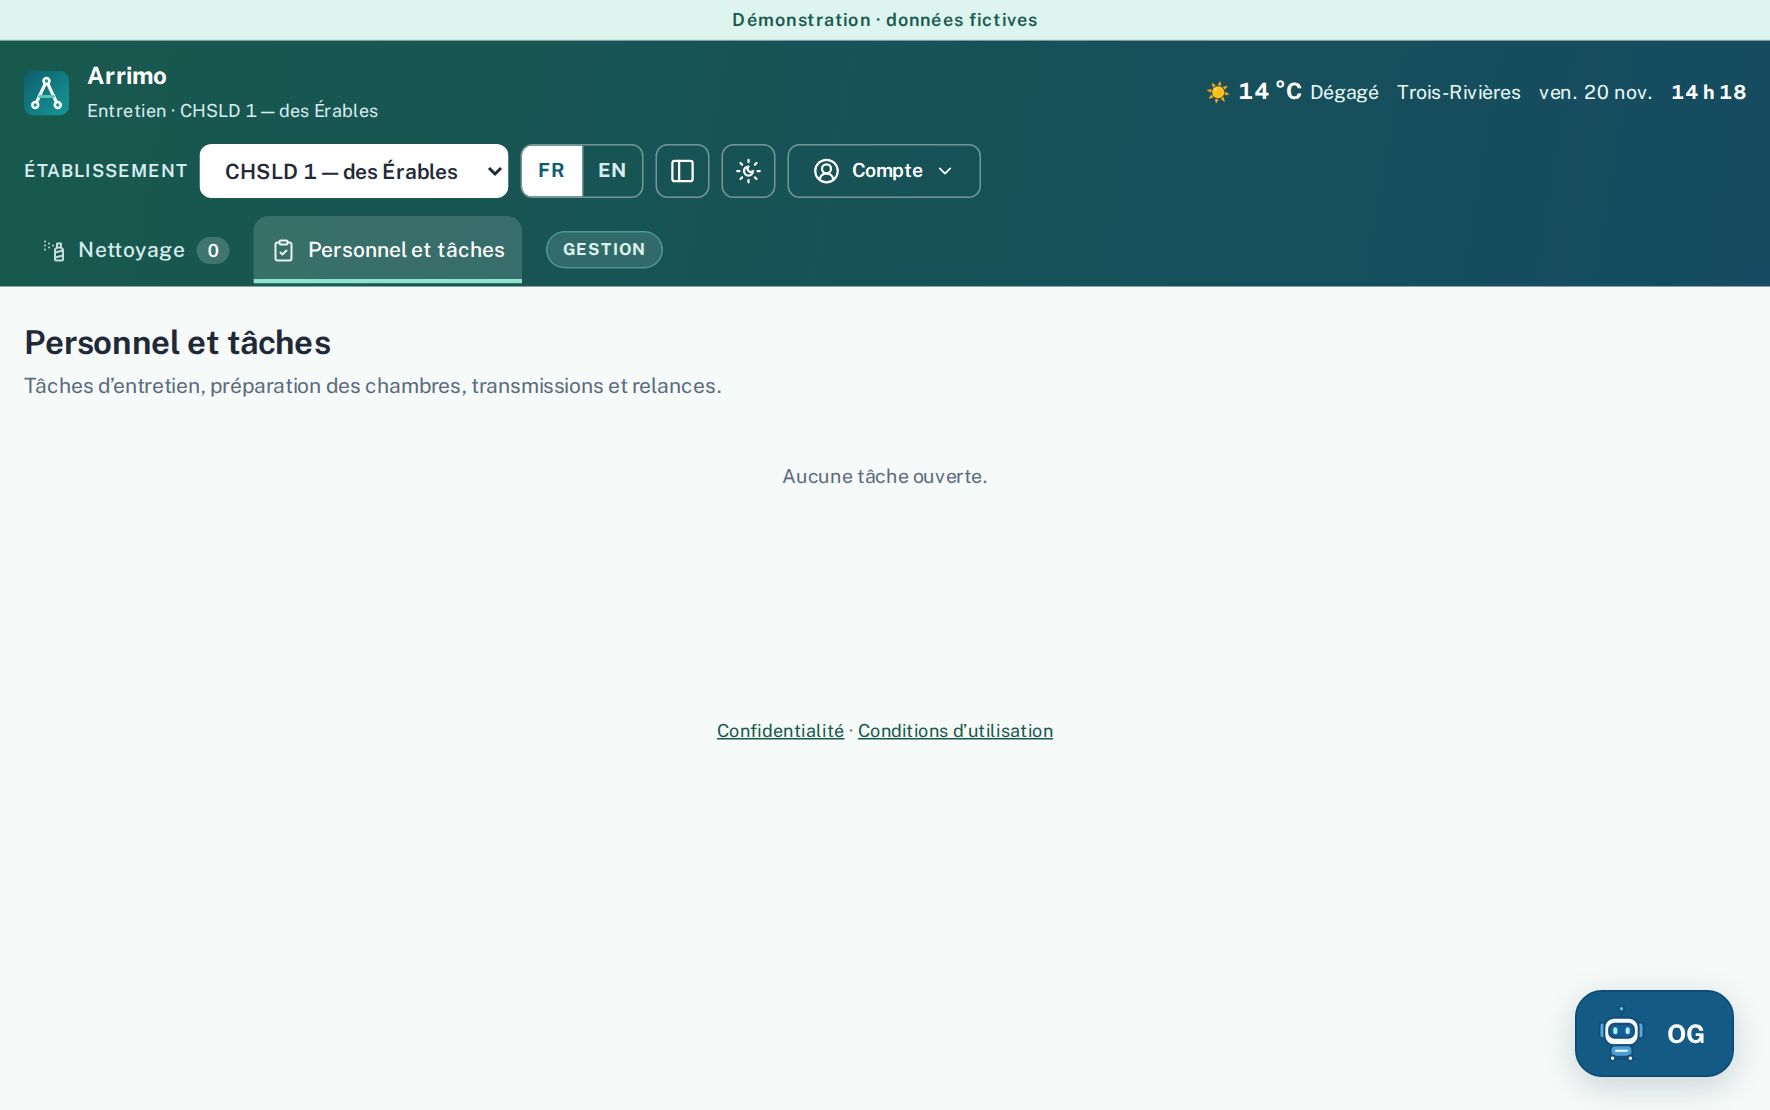 Démonstration · données fictives
Arrimo
Entretien · CHSLD 1 — des Érables
14 °C Dégagé Trois-Rivières ven. 20 nov. 14 h 18
ÉTABLISSEMENT CHSLD 1 — des Érables FR EN Compte
Nettoyage 0 Personnel et tâches GESTION
Personnel et tâches
Tâches d’entretien, préparation des chambres, transmissions et relances.
Aucune tâche ouverte.
Confidentialité · Conditions d’utilisation
OG